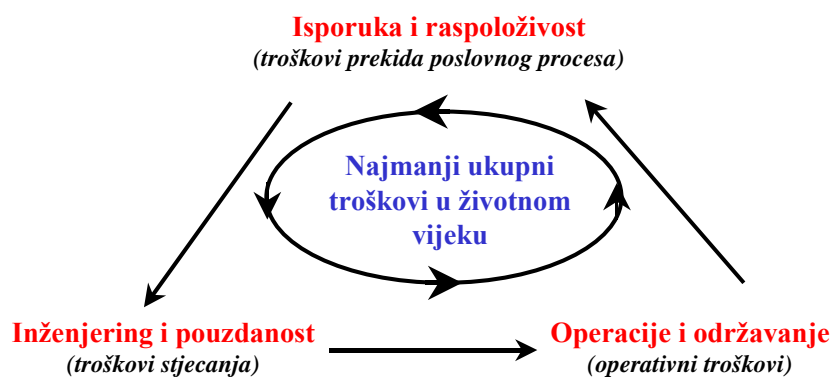 Isporuka i raspoloživost
(troškovi prekida poslovnog procesa)
Najmanji ukupni
troškovi u životnom
vijeku
Inženjering i pouzdanost
(troškovi stjecanja)
Operacije i održavanje
(operativni troškovi)